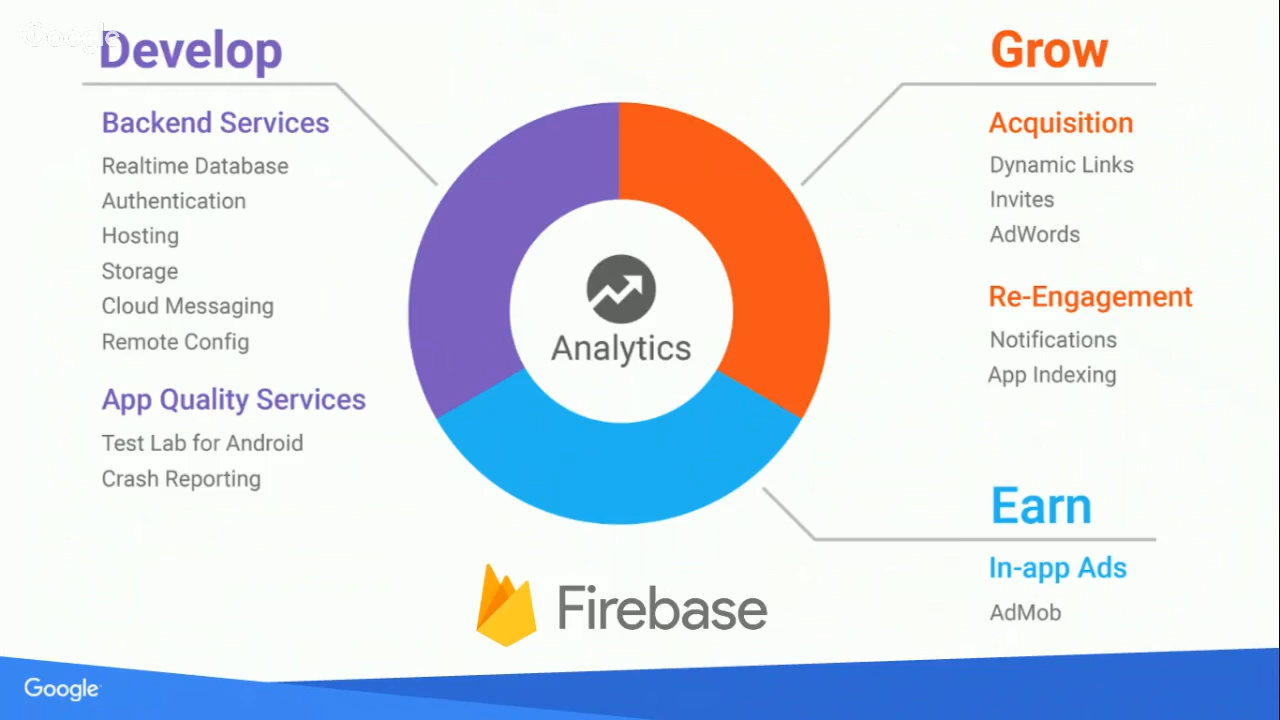 Google
Develop
Backend Services
Realtime Database
Authentication
Hosting
Storage
Cloud Messaging
Remote Config
App Quality Services
Test Lab for Android
Crash Reporting
Analytics
Grow
Acquisition
Dynamic Links
Invites
AdWords
Re-Engagement
Notifications
App Indexing
Earn
In-app Ads
AdMob
Firebase
Google